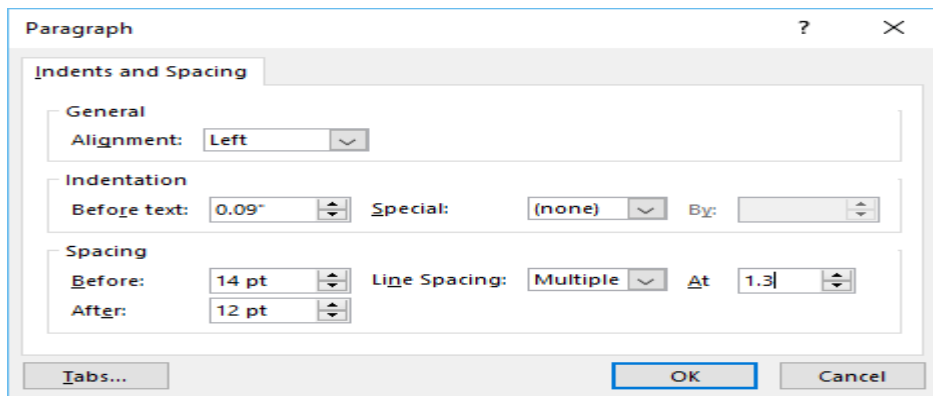 Paragraph ?
Indents and Spacing
General
Alignment: Left
Indentation
Before text: 0.09" Special: (none) By:
Spacing
Before: 14 pt Line Spacing: Multiple At 1.3
After: 12 pt
Tabs... OK Cancel